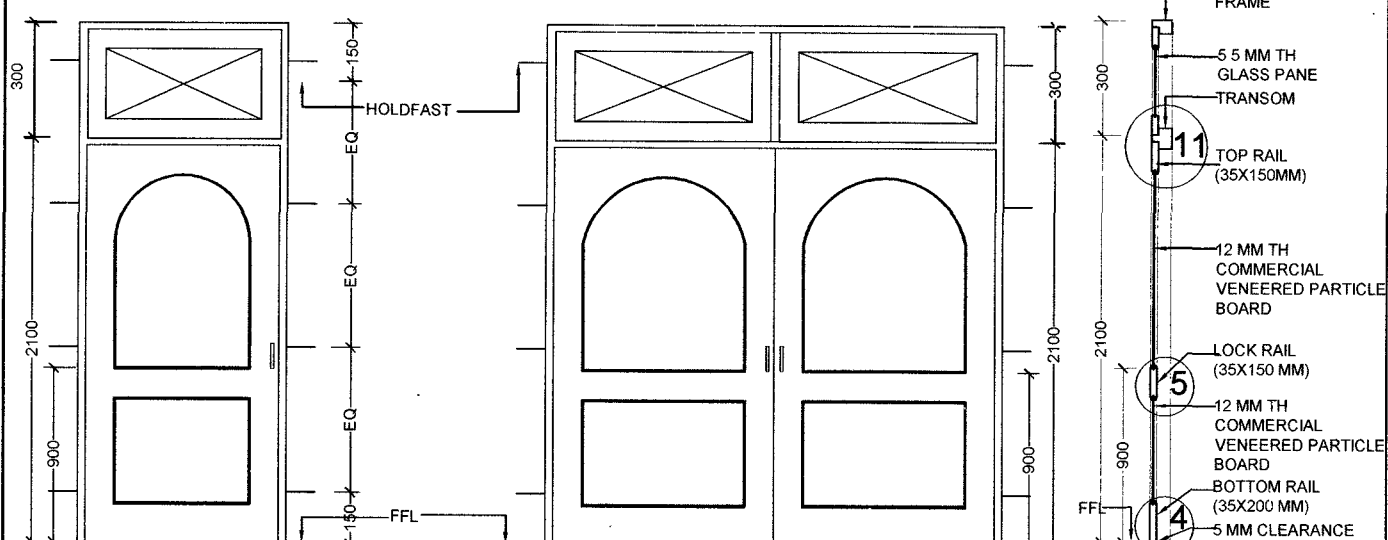 300
2100
900
150
EQ
EQ
EQ
150
HOLDFAST
FFL
300
2100
900
300
2100
900
FFL
FRAME
5 5 MM TH
GLASS PANE
TRANSOM
11
TOP RAIL
(35X150MM)
12 MM TH
COMMERCIAL
VENEERED PARTICLE
BOARD
LOCK RAIL
(35X150 MM)
5
12 MM TH
COMMERCIAL
VENEERED PARTICLE
BOARD
BOTTOM RAIL
(35X200 MM)
4
5 MM CLEARANCE